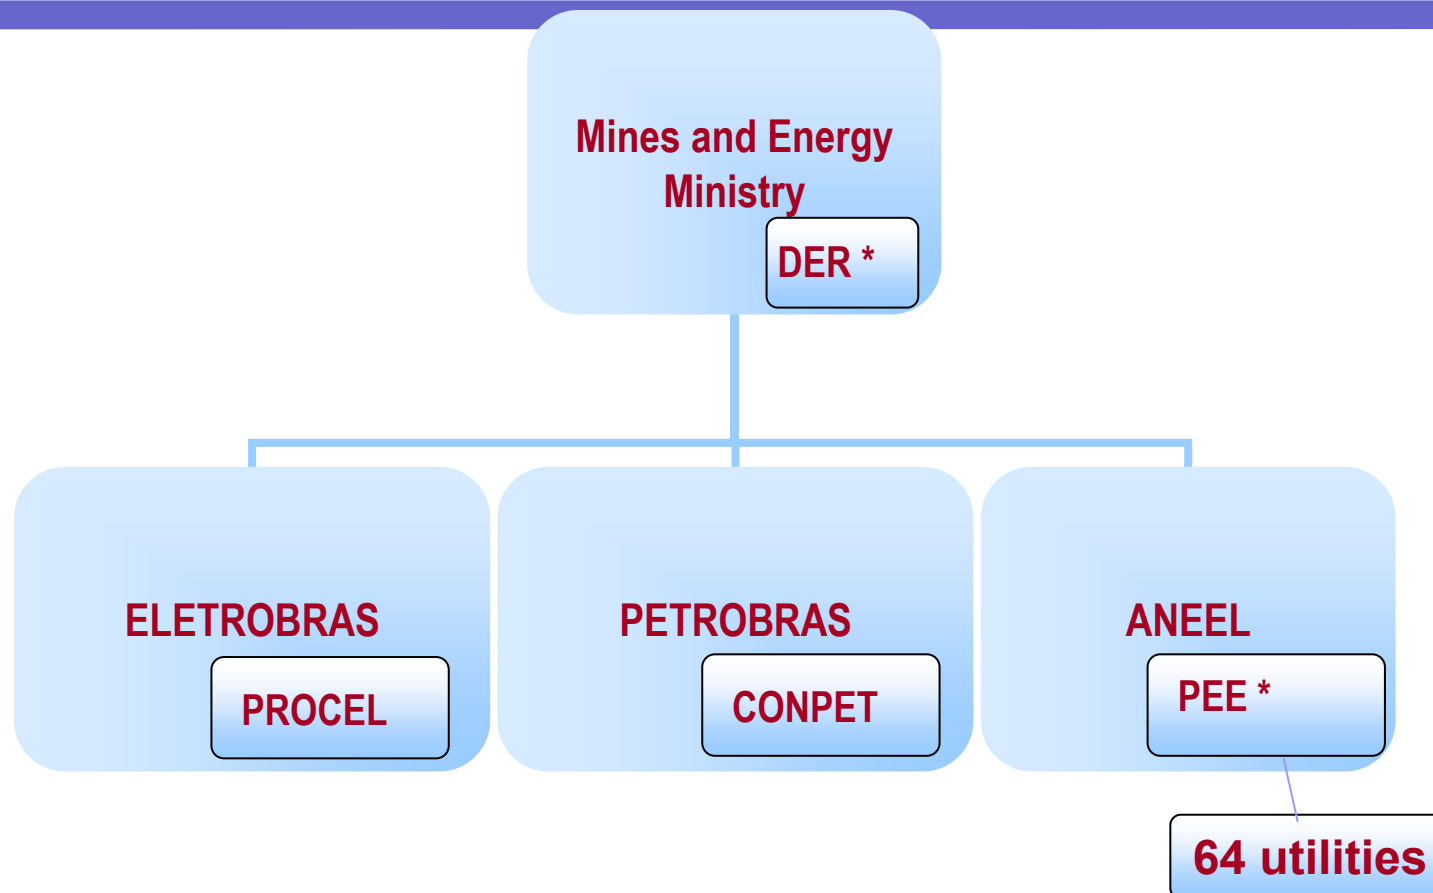 Mines and Energy
Ministry
DER *
ELETROBRAS
PROCEL
PETROBRAS
CONPET
ANEEL
PEE *
64 utilities